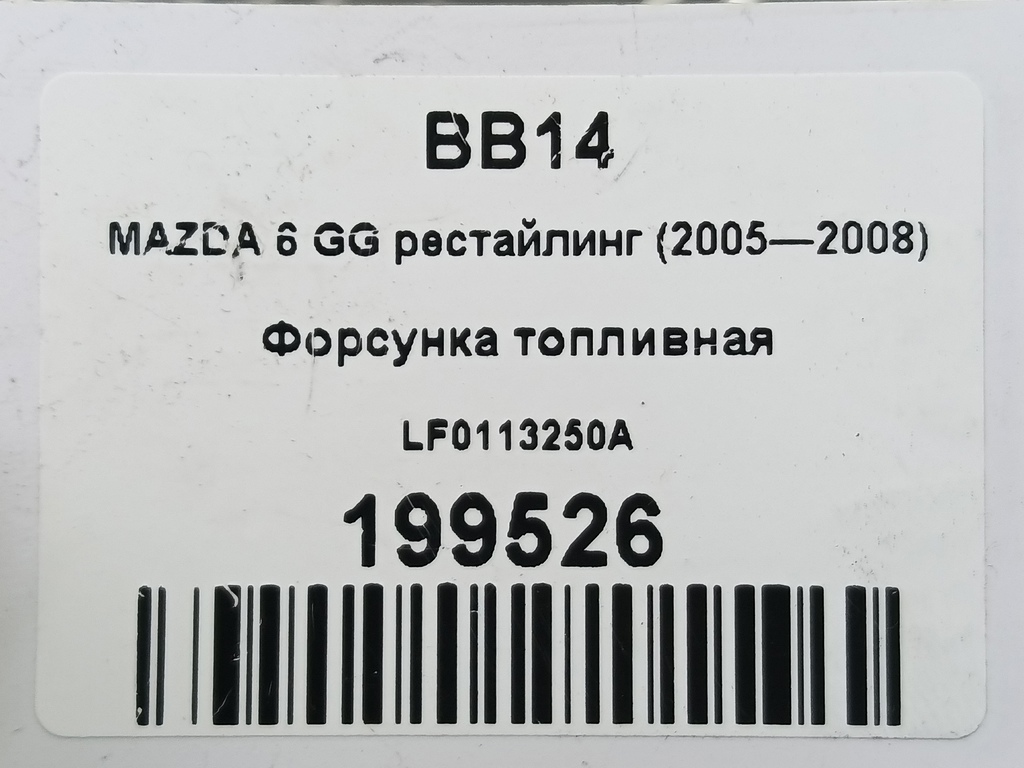 BB14
MAZDA 6 GG рестайлинг (2005—2008)
Форсунка топливная
LF0113250A
199526